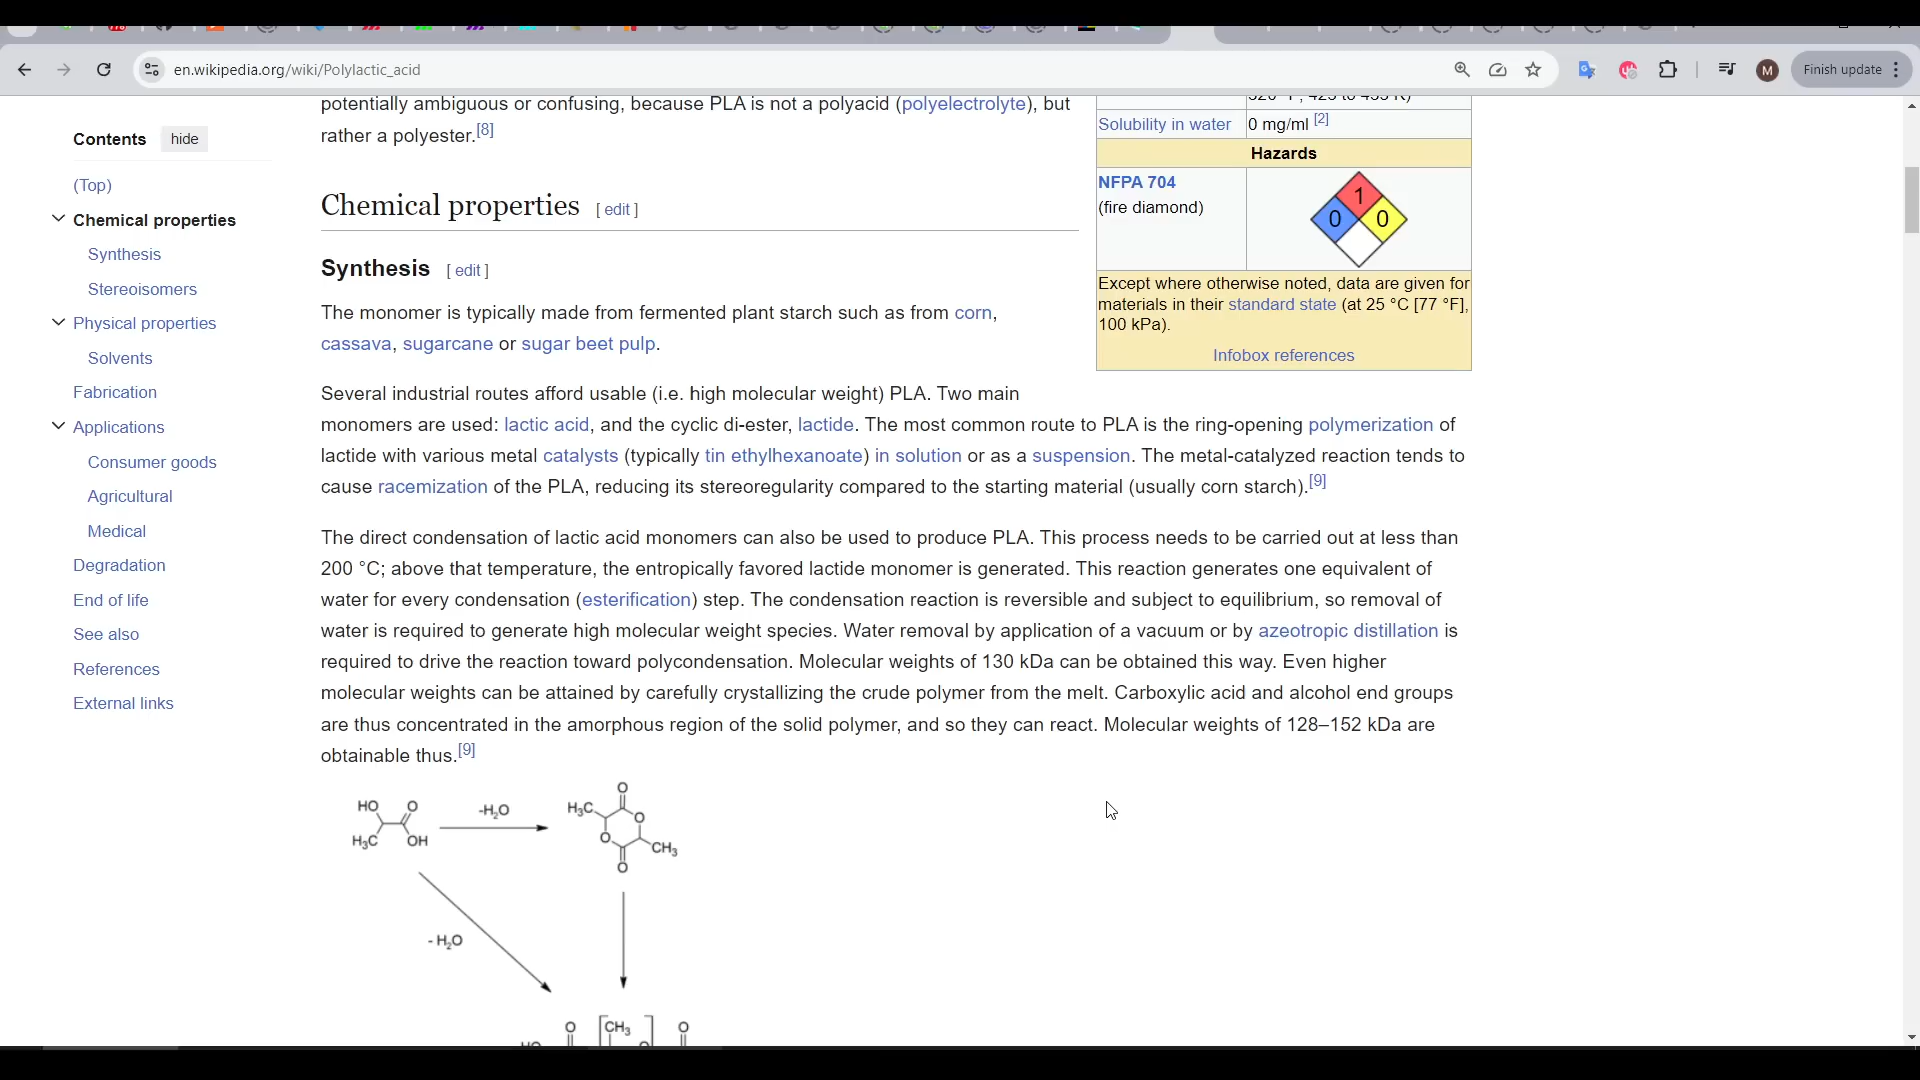 en.wikipedia.org/wiki/Polylactic_acid
M
Finish update
Contents
hide
(Top)
Chemical properties
Synthesis
Stereoisomers
Physical properties
Solvents
Fabrication
Applications
Consumer goods
Agricultural
Medical
Degradation
End of life
See also
References
External links
potentially ambiguous or confusing, because PLA is not a polyacid (polyelectrolyte), but
rather a polyester.[8]
Chemical properties [ edit ]
Synthesis [ edit ]
The monomer is typically made from fermented plant starch such as from corn,
cassava, sugarcane or sugar beet pulp.
Several industrial routes afford usable (i.e. high molecular weight) PLA. Two main
monomers are used: lactic acid, and the cyclic di-ester, lactide. The most common route to PLA is the ring-opening polymerization of
lactide with various metal catalysts (typically tin ethylhexanoate) in solution or as a suspension. The metal-catalyzed reaction tends to
cause racemization of the PLA, reducing its stereoregularity compared to the starting material (usually corn starch).[9]
The direct condensation of lactic acid monomers can also be used to produce PLA. This process needs to be carried out at less than
200 °C; above that temperature, the entropically favored lactide monomer is generated. This reaction generates one equivalent of
water for every condensation (esterification) step. The condensation reaction is reversible and subject to equilibrium, so removal of
water is required to generate high molecular weight species. Water removal by application of a vacuum or by azeotropic distillation is
required to drive the reaction toward polycondensation. Molecular weights of 130 kDa can be obtained this way. Even higher
molecular weights can be attained by carefully crystallizing the crude polymer from the melt. Carboxylic acid and alcohol end groups
are thus concentrated in the amorphous region of the solid polymer, and so they can react. Molecular weights of 128–152 kDa are
obtainable thus.[9]
Solubility in water 0 mg/ml [2]
Hazards
NFPA 704
(fire diamond)
1
0 0
Except where otherwise noted, data are given for
materials in their standard state (at 25 °C [77 °F],
100 kPa).
Infobox references
HO O
H₃C OH
-H₂O
O
H₃C
O
O
CH₃
O
- H₂O
O CH₃ O